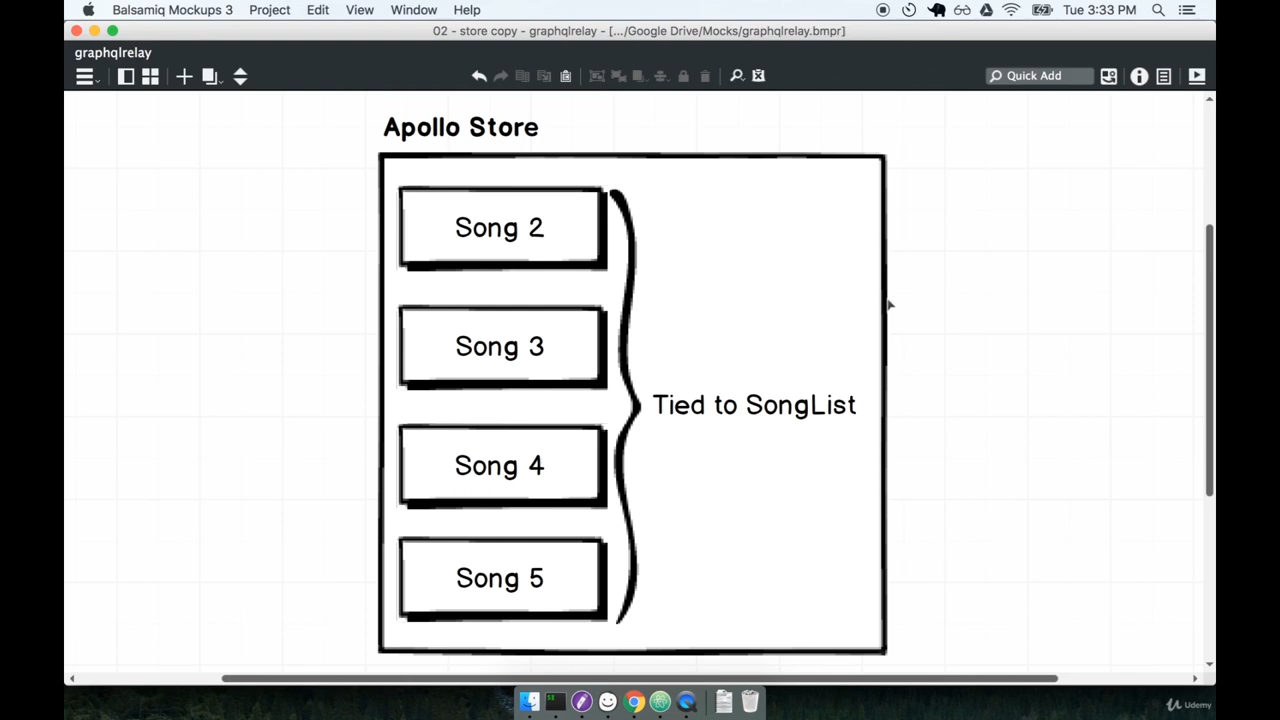 Balsamiq Mockups 3 Project Edit View Window Help Tue 3:33 PM
02 - store copy - graphqlrelay - [.../Google Drive/Mocks/graphqlrelay.bmpr]
graphqlrelay
Quick Add
Apollo Store
Song 2
Song 3
Tied to SongList
Song 4
Song 5
Udemy